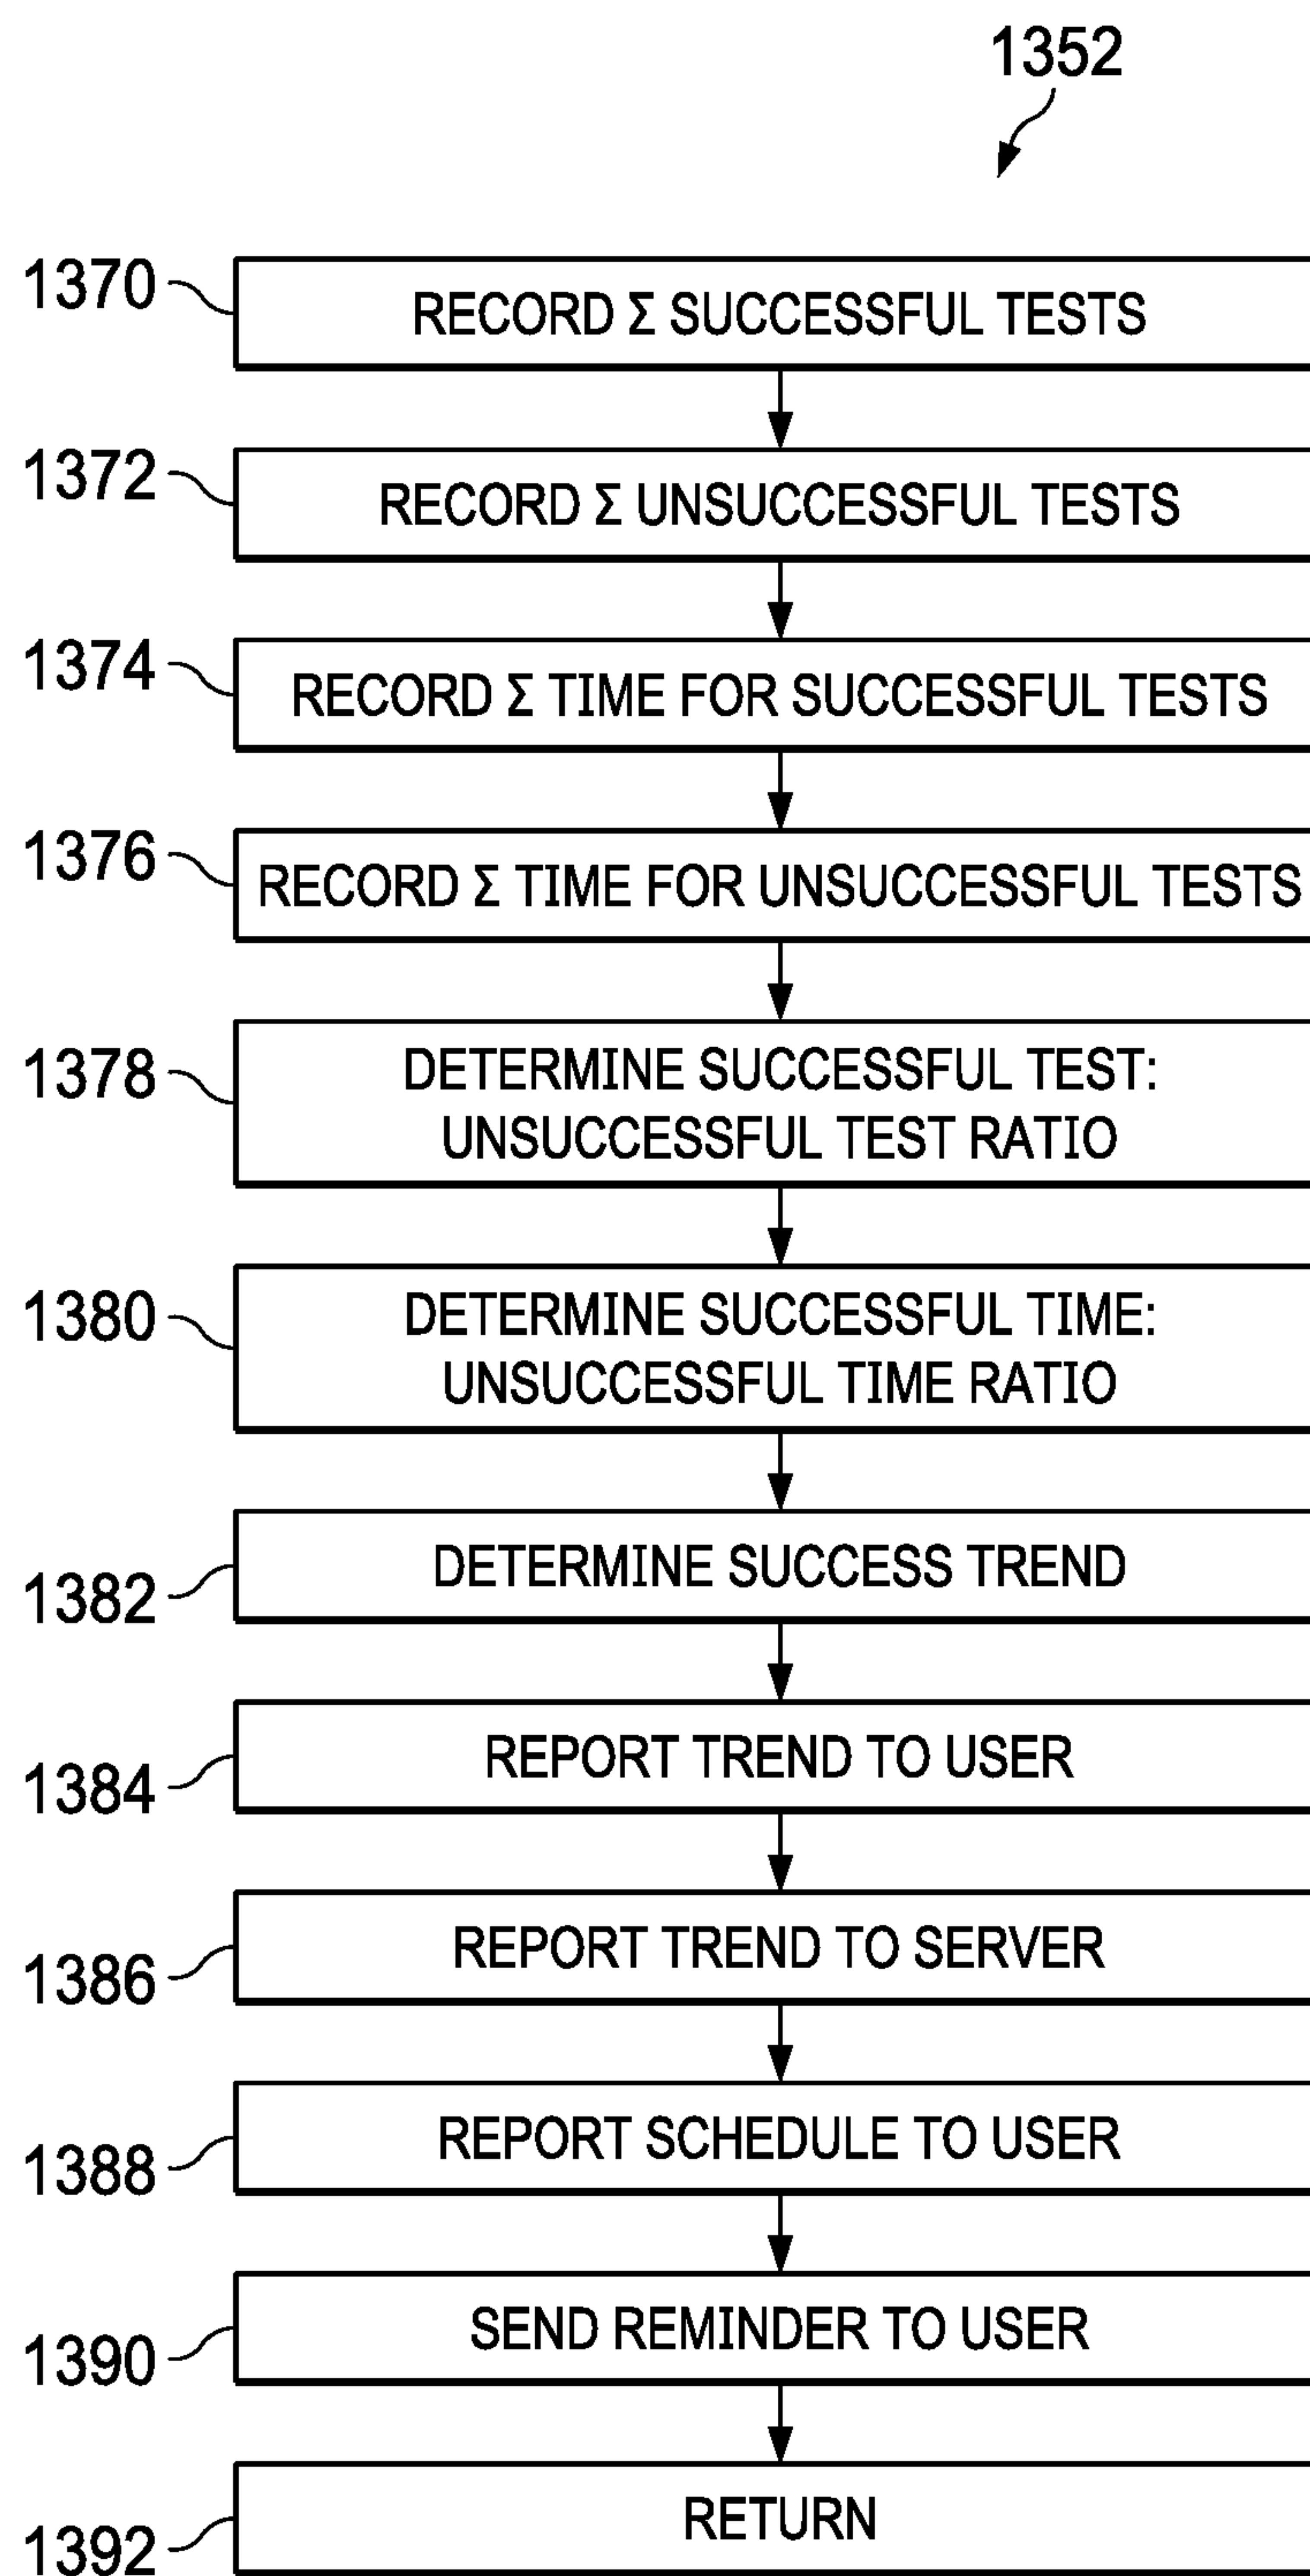 1352
1370
RECORD Σ SUCCESSFUL TESTS
1372
RECORD Σ UNSUCCESSFUL TESTS
1374
RECORD Σ TIME FOR SUCCESSFUL TESTS
1376
RECORD Σ TIME FOR UNSUCCESSFUL TESTS
1378
DETERMINE SUCCESSFUL TEST:
UNSUCCESSFUL TEST RATIO
1380
DETERMINE SUCCESSFUL TIME:
UNSUCCESSFUL TIME RATIO
1382
DETERMINE SUCCESS TREND
1384
REPORT TREND TO USER
1386
REPORT TREND TO SERVER
1388
REPORT SCHEDULE TO USER
1390
SEND REMINDER TO USER
1392
RETURN